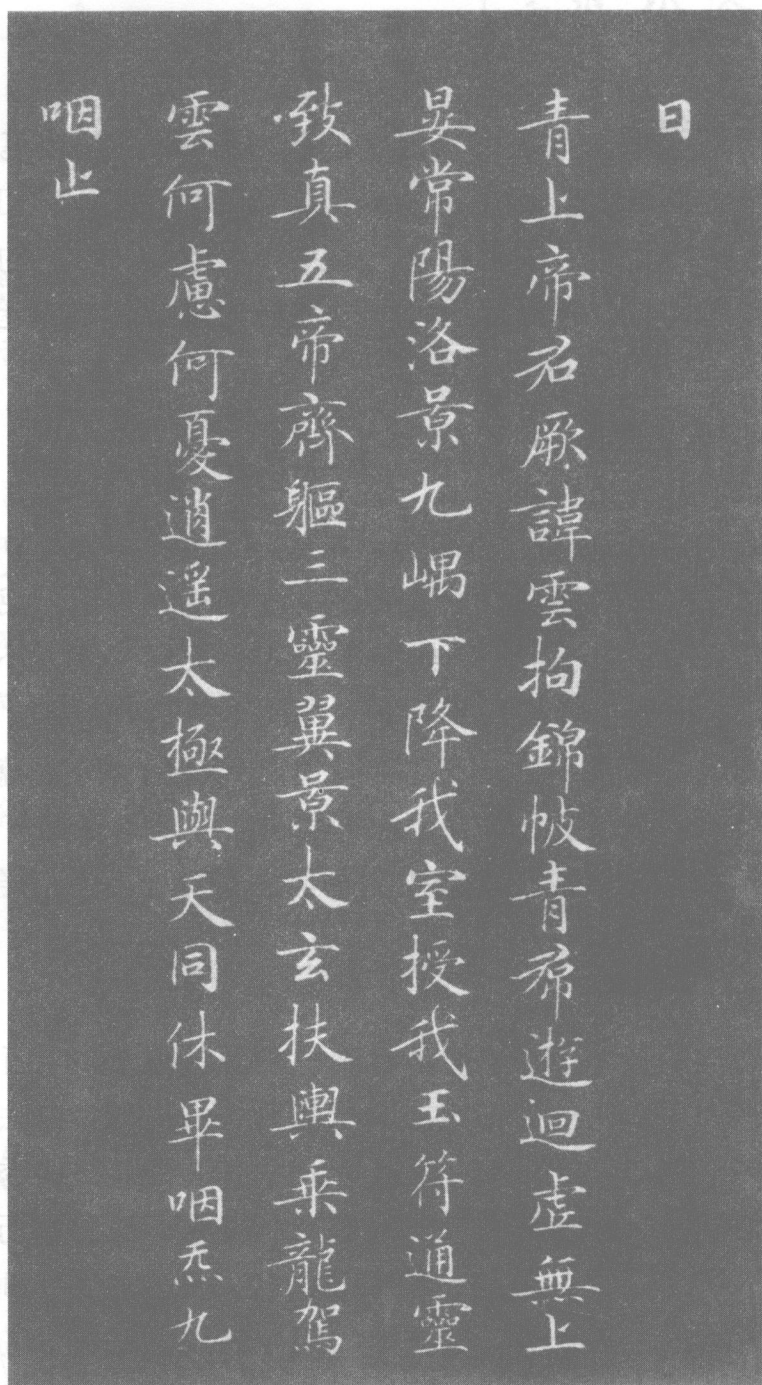 曰
青上帝君厥諱雲拘錦帔青帬遊迴虛無上
晏常陽洛景九嵎下降我室授我玉符通靈
致真五帝齊軀三靈翼景太玄扶輿乘龍駕
雲何慮何憂逍遥太極與天同休畢咽炁九
咽止